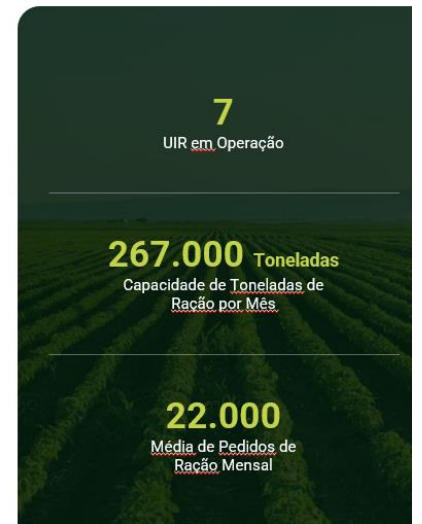 7
UIR em Operação
267.000 Toneladas
Capacidade de Toneladas de
Ração por Mês
22.000
Média de Pedidos de
Ração Mensal